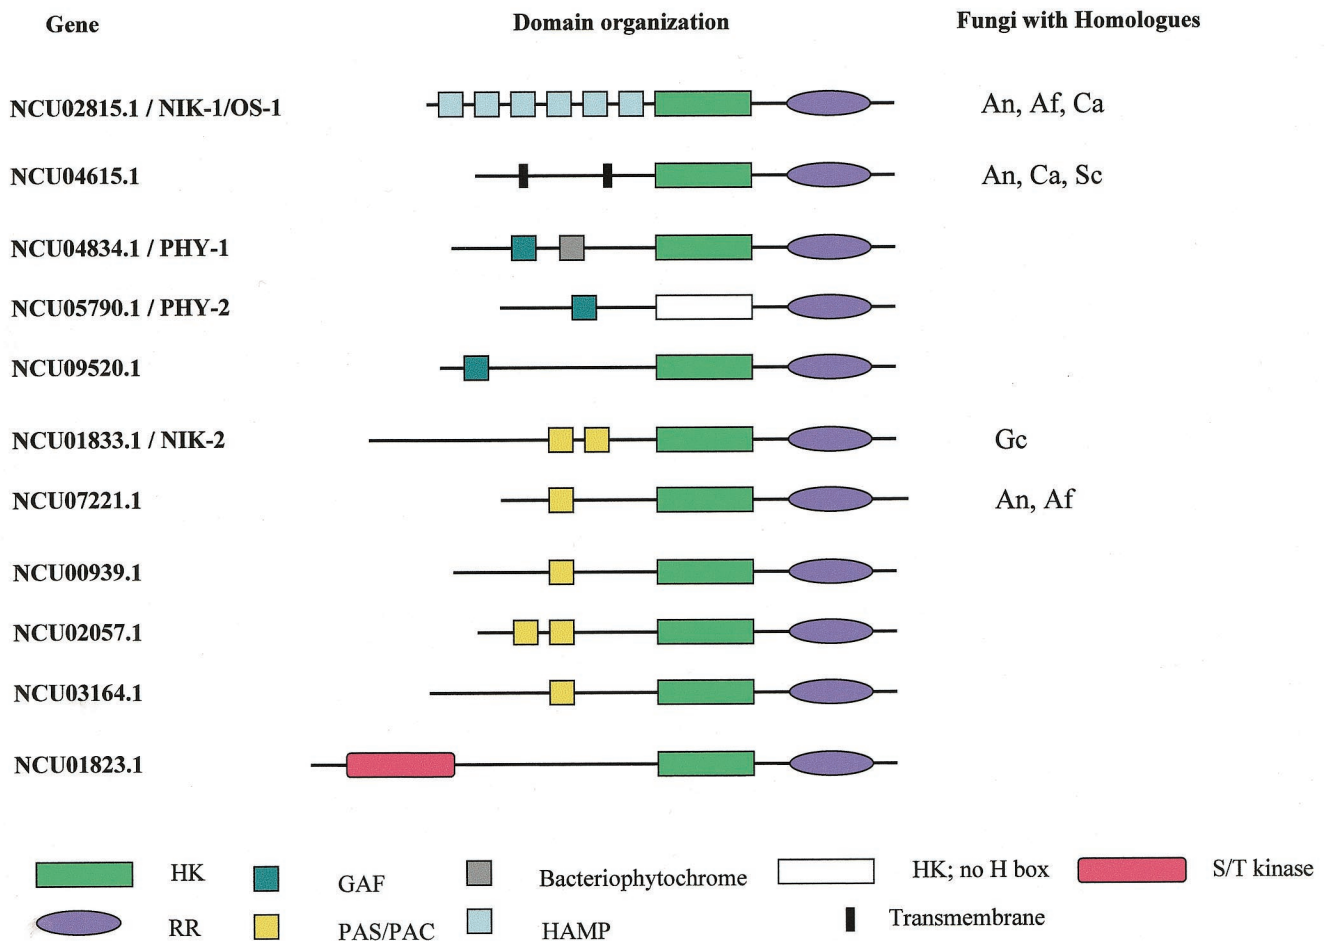 Gene Domain organization Fungi with Homologues
NCU02815.1 / NIK-1/OS-1 An, Af, Ca
NCU04615.1 An, Ca, Sc
NCU04834.1 / PHY-1
NCU05790.1 / PHY-2
NCU09520.1
NCU01833.1 / NIK-2 Gc
NCU07221.1 An, Af
NCU00939.1
NCU02057.1
NCU03164.1
NCU01823.1
HK GAF Bacteriophytochrome HK; no H box S/T kinase
RR PAS/PAC HAMP Transmembrane